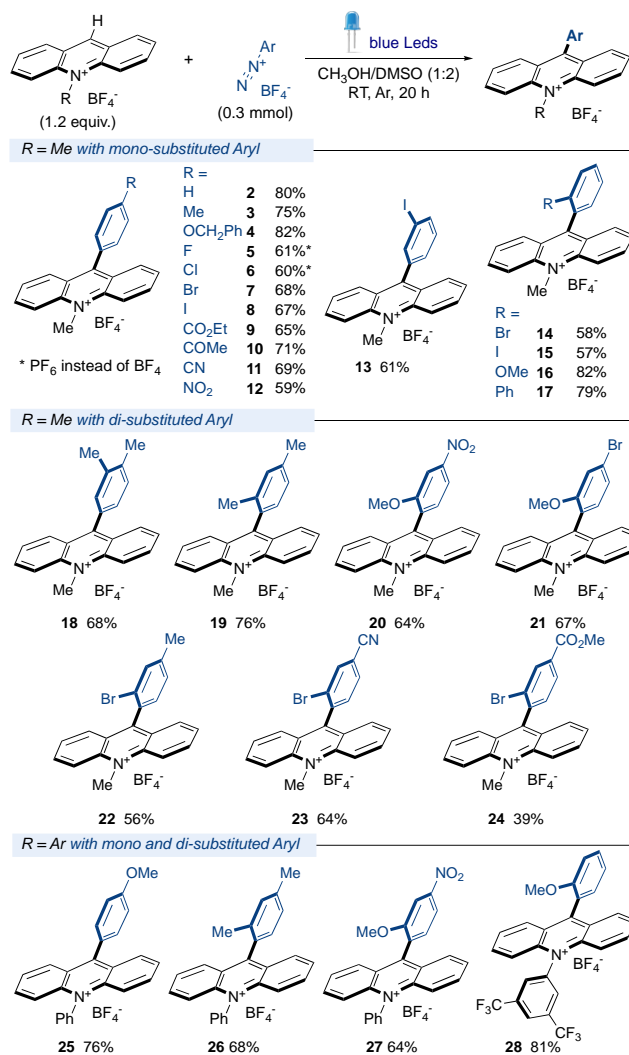 H
Ar
Ar
blue Leds
+
N+
N
BF4-
N+
R
BF4-
CH3OH/DMSO (1:2)
RT, Ar, 20 h
N+
R
BF4-
(1.2 equiv.)
(0.3 mmol)
R = Me with mono-substituted Aryl
R
N+
Me
BF4-
* PF6 instead of BF4
R =
H 2 80%
Me 3 75%
OCH2Ph 4 82%
F 5 61%*
Cl 6 60%*
Br 7 68%
I 8 67%
CO2Et 9 65%
COMe 10 71%
CN 11 69%
NO2 12 59%
I
N+
Me
BF4-
13 61%
R
N+
Me
BF4-
R =
Br 14 58%
I 15 57%
OMe 16 82%
Ph 17 79%
R = Me with di-substituted Aryl
Me
Me
N+
Me
BF4-
18 68%
Me
Me
N+
Me
BF4-
19 76%
NO2
MeO
N+
Me
BF4-
20 64%
Br
MeO
N+
Me
BF4-
21 67%
Me
Br
N+
Me
BF4-
22 56%
CN
Br
N+
Me
BF4-
23 64%
CO2Me
Br
N+
Me
BF4-
24 39%
R = Ar with mono and di-substituted Aryl
OMe
N+
Ph
BF4-
25 76%
Me
Me
N+
Ph
BF4-
26 68%
NO2
MeO
N+
Ph
BF4-
27 64%
MeO
N+
BF4-
F3C
CF3
28 81%